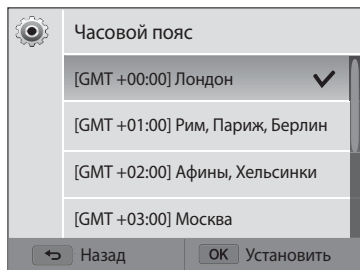 Часовой пояс
[GMT +00:00] Лондон
[GMT +01:00] Рим, Париж, Берлин
[GMT +02:00] Афины, Хельсинки
[GMT +03:00] Москва
Назад OK Установить